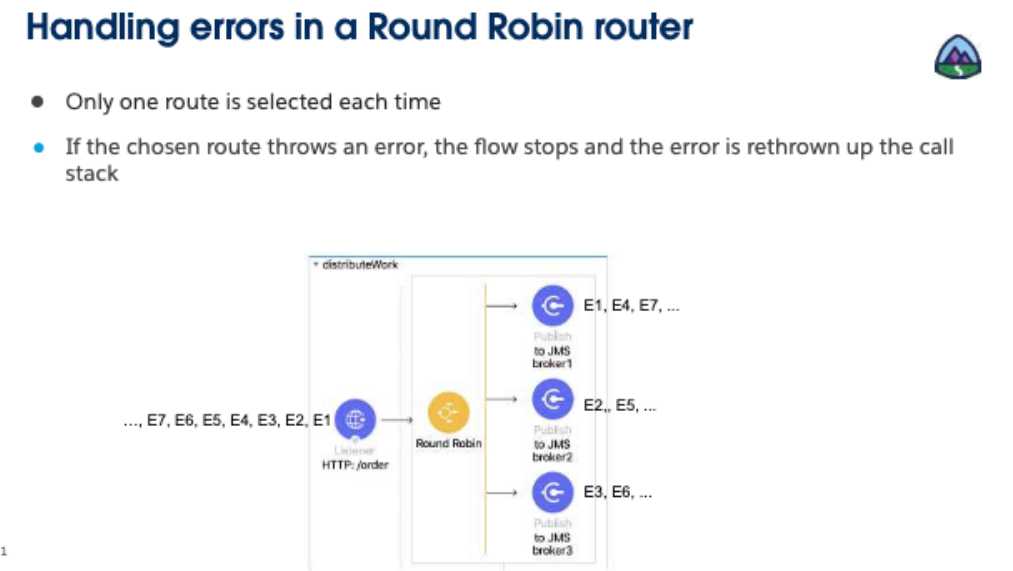 Handling errors in a Round Robin router
● Only one route is selected each time
● If the chosen route throws an error, the flow stops and the error is rethrown up the call
stack
▾ distributeWork
E1, E4, E7, ...
Publish
to JMS
broker1
E2,, E5, ...
Publish
to JMS
broker2
..., E7, E6, E5, E4, E3, E2, E1
Listener
HTTP: /order
Round Robin
E3, E6, ...
Publish
to JMS
broker3
1